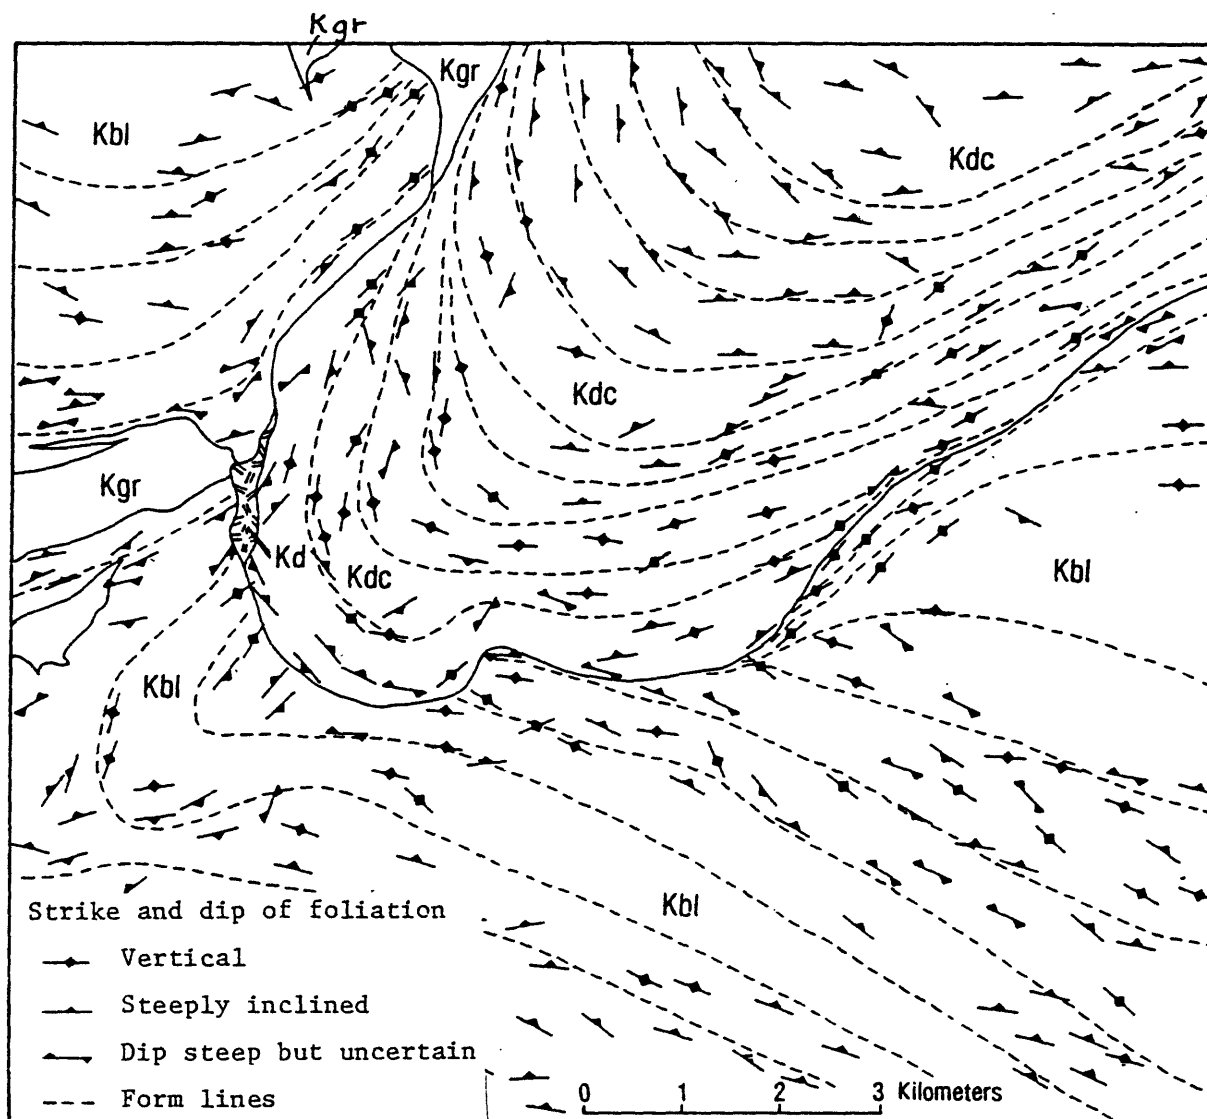 Kgr
Kgr
Kbl
Kdc
Kdc
Kgr
Kd
Kdc
Kbl
Kbl
Kbl
Strike and dip of foliation
Vertical
Steeply inclined
Dip steep but uncertain
Form lines
0 1 2 3 Kilometers